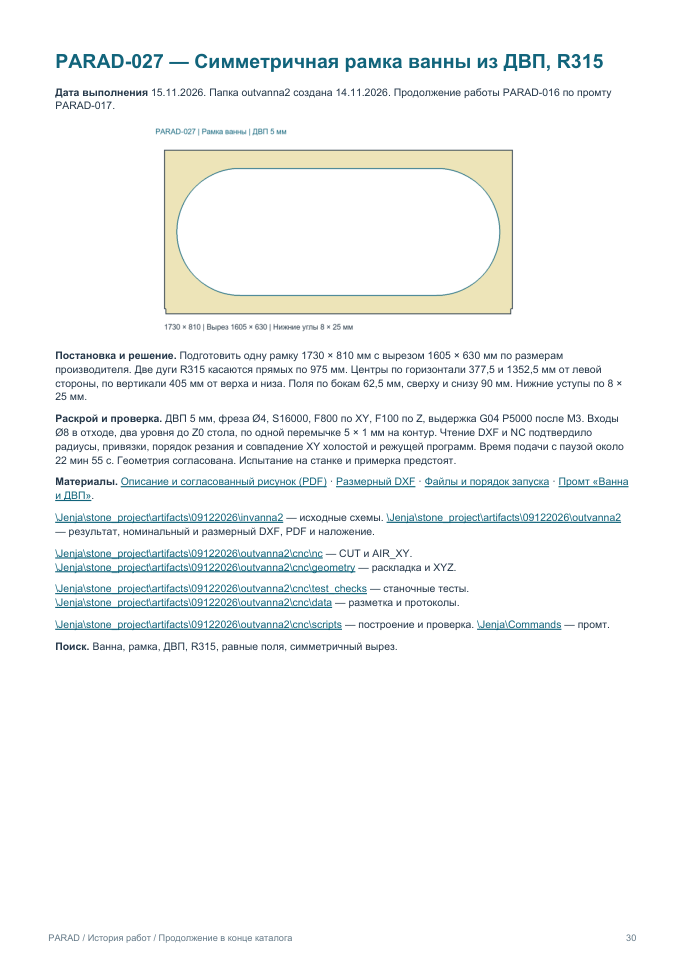 PARAD-027 — Симметричная рамка ванны из ДВП, R315
Дата выполнения 15.11.2026. Папка outvanna2 создана 14.11.2026. Продолжение работы PARAD-016 по промту
PARAD-017.
PARAD-027 | Рамка ванны | ДВП 5 мм
1730 × 810 | Вырез 1605 × 630 | Нижние углы 8 × 25 мм
Постановка и решение. Подготовить одну рамку 1730 × 810 мм с вырезом 1605 × 630 мм по размерам
производителя. Две дуги R315 касаются прямых по 975 мм. Центры по горизонтали 377,5 и 1352,5 мм от левой
стороны, по вертикали 405 мм от верха и низа. Поля по бокам 62,5 мм, сверху и снизу 90 мм. Нижние уступы по 8 ×
25 мм.
Раскрой и проверка. ДВП 5 мм, фреза Ø4, S16000, F800 по XY, F100 по Z, выдержка G04 P5000 после M3. Входы
Ø8 в отходе, два уровня до Z0 стола, по одной перемычке 5 × 1 мм на контур. Чтение DXF и NC подтвердило
радиусы, привязки, порядок резания и совпадение XY холостой и режущей программ. Время подачи с паузой около
22 мин 55 с. Геометрия согласована. Испытание на станке и примерка предстоят.
Материалы. Описание и согласованный рисунок (PDF) · Размерный DXF · Файлы и порядок запуска · Промт «Ванна
и ДВП».
\Jenja\stone_project\artifacts\09122026\invanna2 — исходные схемы. \Jenja\stone_project\artifacts\09122026\outvanna2
— результат, номинальный и размерный DXF, PDF и наложение.
\Jenja\stone_project\artifacts\09122026\outvanna2\cnc\nc — CUT и AIR_XY.
\Jenja\stone_project\artifacts\09122026\outvanna2\cnc\geometry — раскладка и XYZ.
\Jenja\stone_project\artifacts\09122026\outvanna2\cnc\test_checks — станочные тесты.
\Jenja\stone_project\artifacts\09122026\outvanna2\cnc\data — разметка и протоколы.
\Jenja\stone_project\artifacts\09122026\outvanna2\cnc\scripts — построение и проверка. \Jenja\Commands — промт.
Поиск. Ванна, рамка, ДВП, R315, равные поля, симметричный вырез.
PARAD / История работ / Продолжение в конце каталога
30